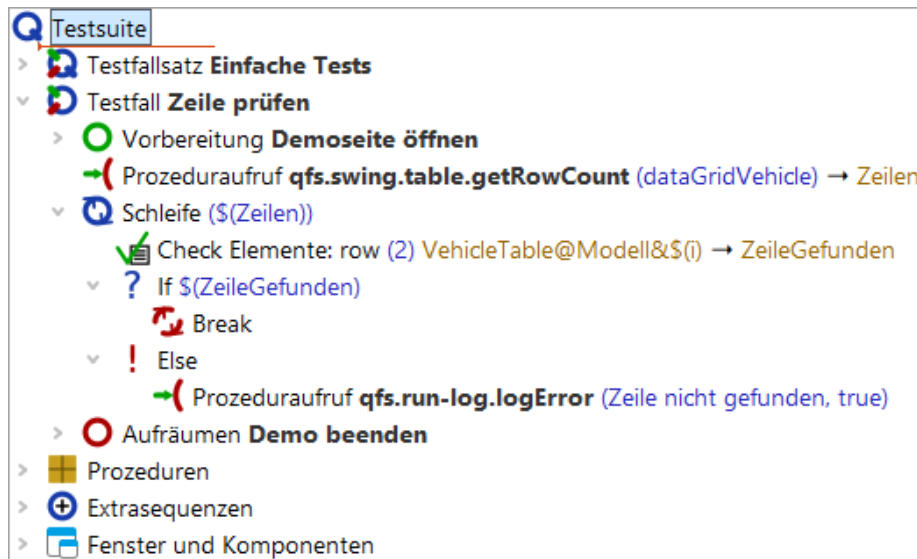 Testsuite
Testfallsatz Einfache Tests
Testfall Zeile prüfen
Vorbereitung Demoseite öffnen
Prozeduraufruf qfs.swing.table.getRowCount (dataGridVehicle) → Zeilen
Schleife ($(Zeilen))
Check Elemente: row (2) VehicleTable@Modell&$(i) → ZeileGefunden
If $(ZeileGefunden)
Break
Else
Prozeduraufruf qfs.run-log.logError (Zeile nicht gefunden, true)
Aufräumen Demo beenden
Prozeduren
Extrasequenzen
Fenster und Komponenten